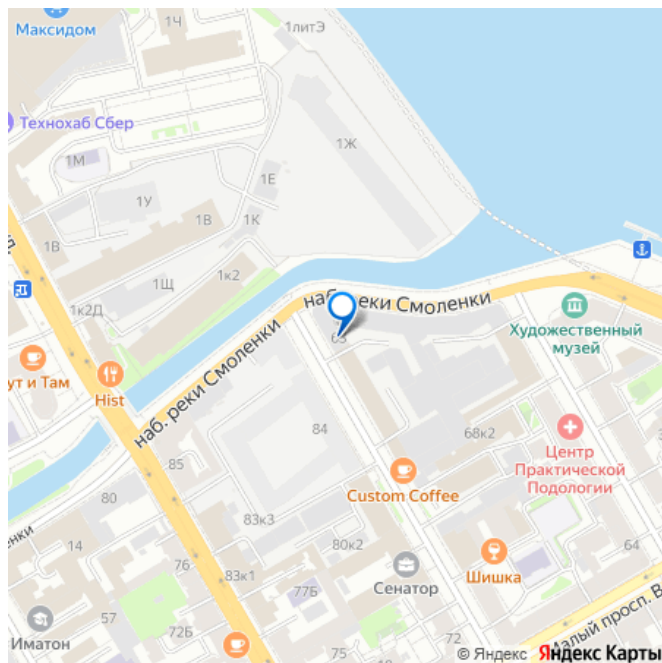 Максидом
1Ч
1литЭ
Технохаб Сбер
1Ж
1М
1Е
1У
1К
1В
1В
1Щ
1к2
1к2Д
наб. реки Смоленки
Художественный
музей
63
ут и Там
Hist
наб. реки Смоленки
84
68к2
Центр
Практической
Подологии
85
Custom Coffee
80
83к3
14
80к2
76
Сенатор
Шишка
64
83к1
77Б
57
72Б
Иматон
Малый просп. В
© Яндекс
Яндекс Карты